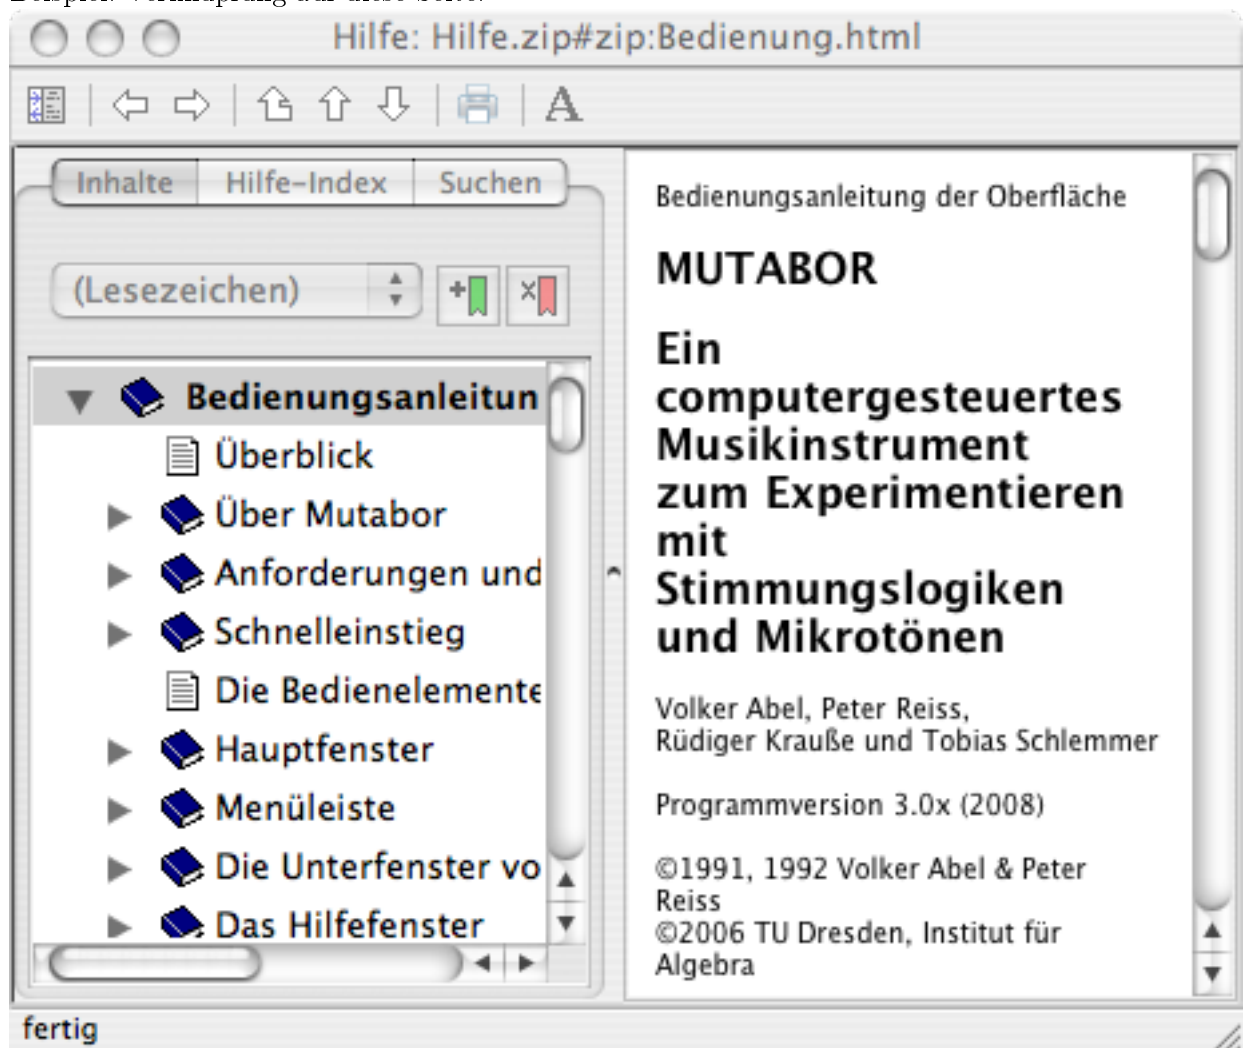 Hilfe: Hilfe.zip#zip:Bedienung.html
A
Inhalte
Hilfe-Index
Suchen
(Lesezeichen)
Bedienungsanleitun
Überblick
Über Mutabor
Anforderungen und
Schnelleinstieg
Die Bedienelemente
Hauptfenster
Menüleiste
Die Unterfenster vo
Das Hilfefenster
Bedienungsanleitung der Oberfläche
MUTABOR
Ein
computergesteuertes
Musikinstrument
zum Experimentieren
mit
Stimmungslogiken
und Mikrotönen
Volker Abel, Peter Reiss,
Rüdiger Krauße und Tobias Schlemmer
Programmversion 3.0x (2008)
©1991, 1992 Volker Abel & Peter
Reiss
©2006 TU Dresden, Institut für
Algebra
fertig